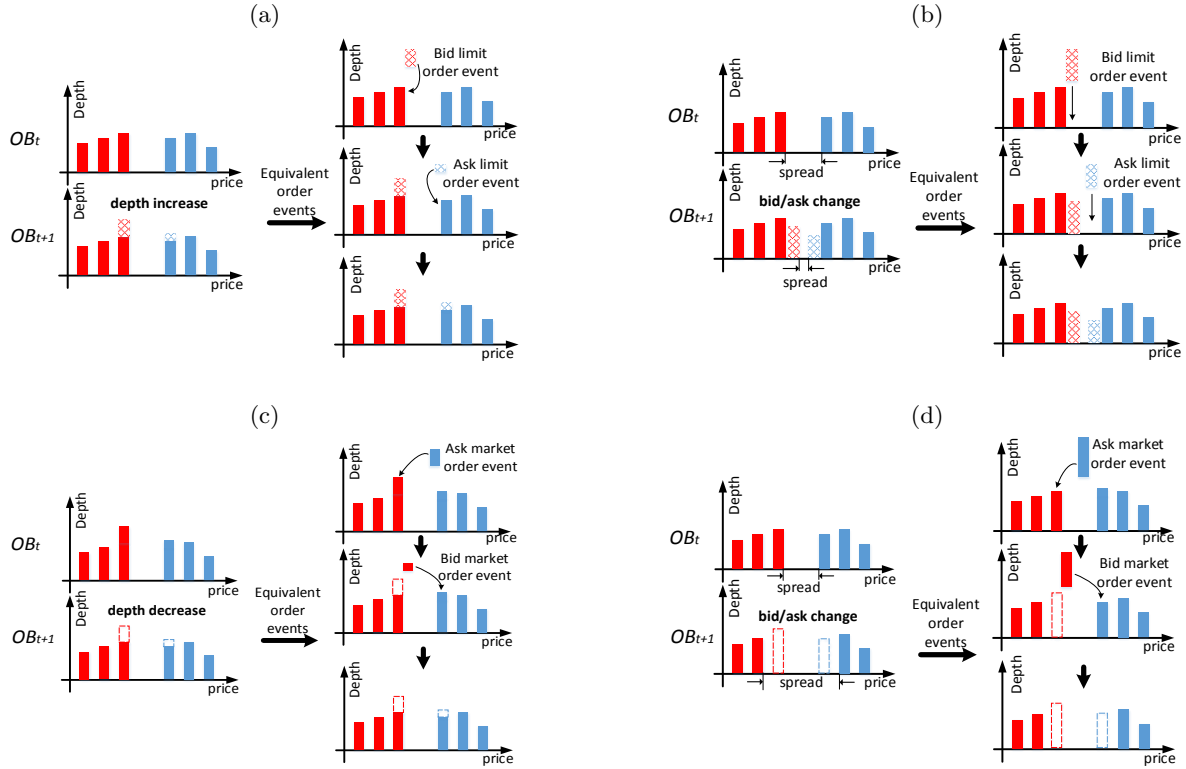 (a)
Depth
Bid limit
order event
Depth
OBt
price
price
Depth
Ask limit
order event
Equivalent
order
events
Depth
depth increase
OBt+1
price
price
Depth
price
(b)
Depth
Bid limit
order event
Depth
OBt
price
price
spread
Depth
Ask limit
order event
Equivalent
order
events
Depth
bid/ask change
OBt+1
price
price
spread
Depth
price
(c)
Depth
Ask market
order event
Depth
OBt
price
price
Depth
Bid market
order event
Equivalent
order
events
Depth
depth decrease
OBt+1
price
price
Depth
price
(d)
Depth
Ask market
order event
Depth
OBt
price
price
spread
Depth
Bid market
order event
Equivalent
order
events
Depth
bid/ask change
OBt+1
price
price
spread
Depth
price